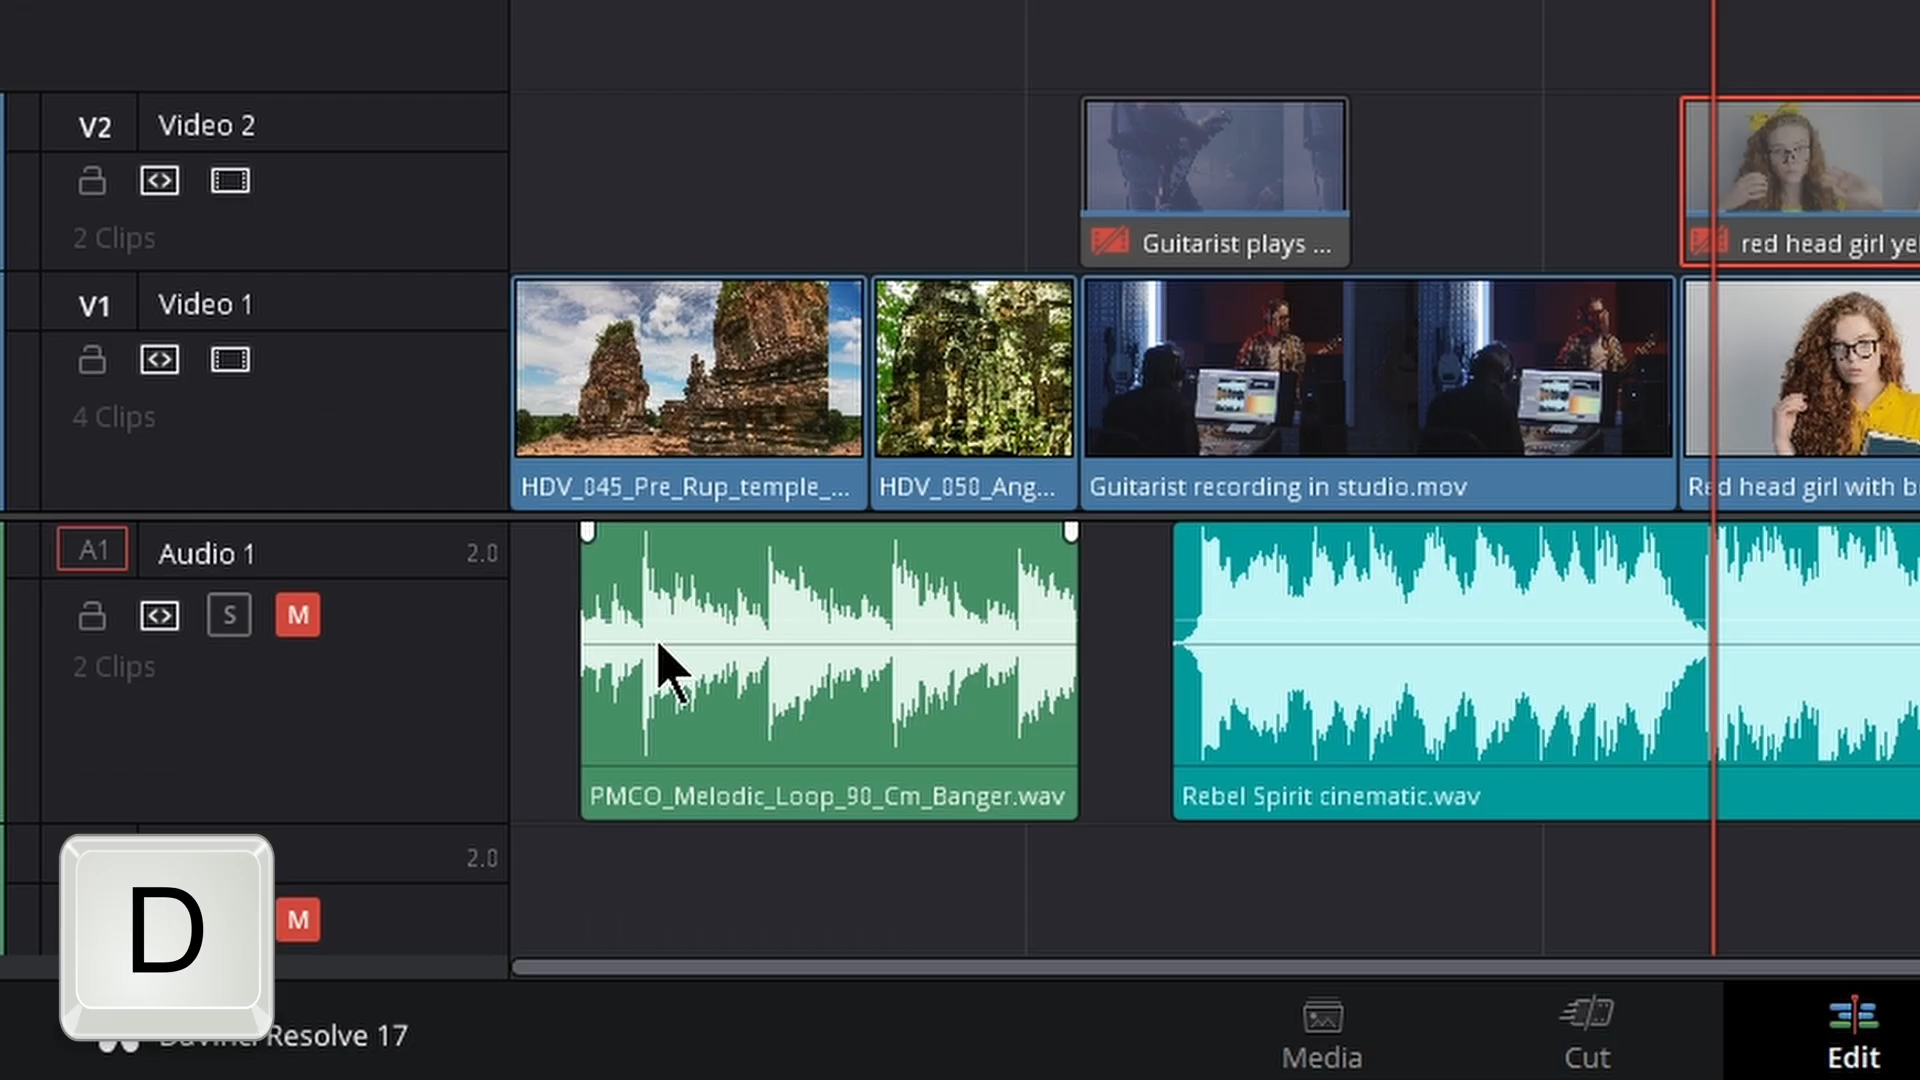 V2 Video 2
2 Clips
Guitarist plays ...
red head girl ye
V1 Video 1
4 Clips
HDV_045_Pre_Rup_temple_...
HDV_050_Ang...
Guitarist recording in studio.mov
Red head girl with b
A1 Audio 1 2.0
S M
2 Clips
PMCO_Melodic_Loop_90_Cm_Banger.wav
Rebel Spirit cinematic.wav
2.0
M
D
DaVinci Resolve 17
Media
Cut
Edit